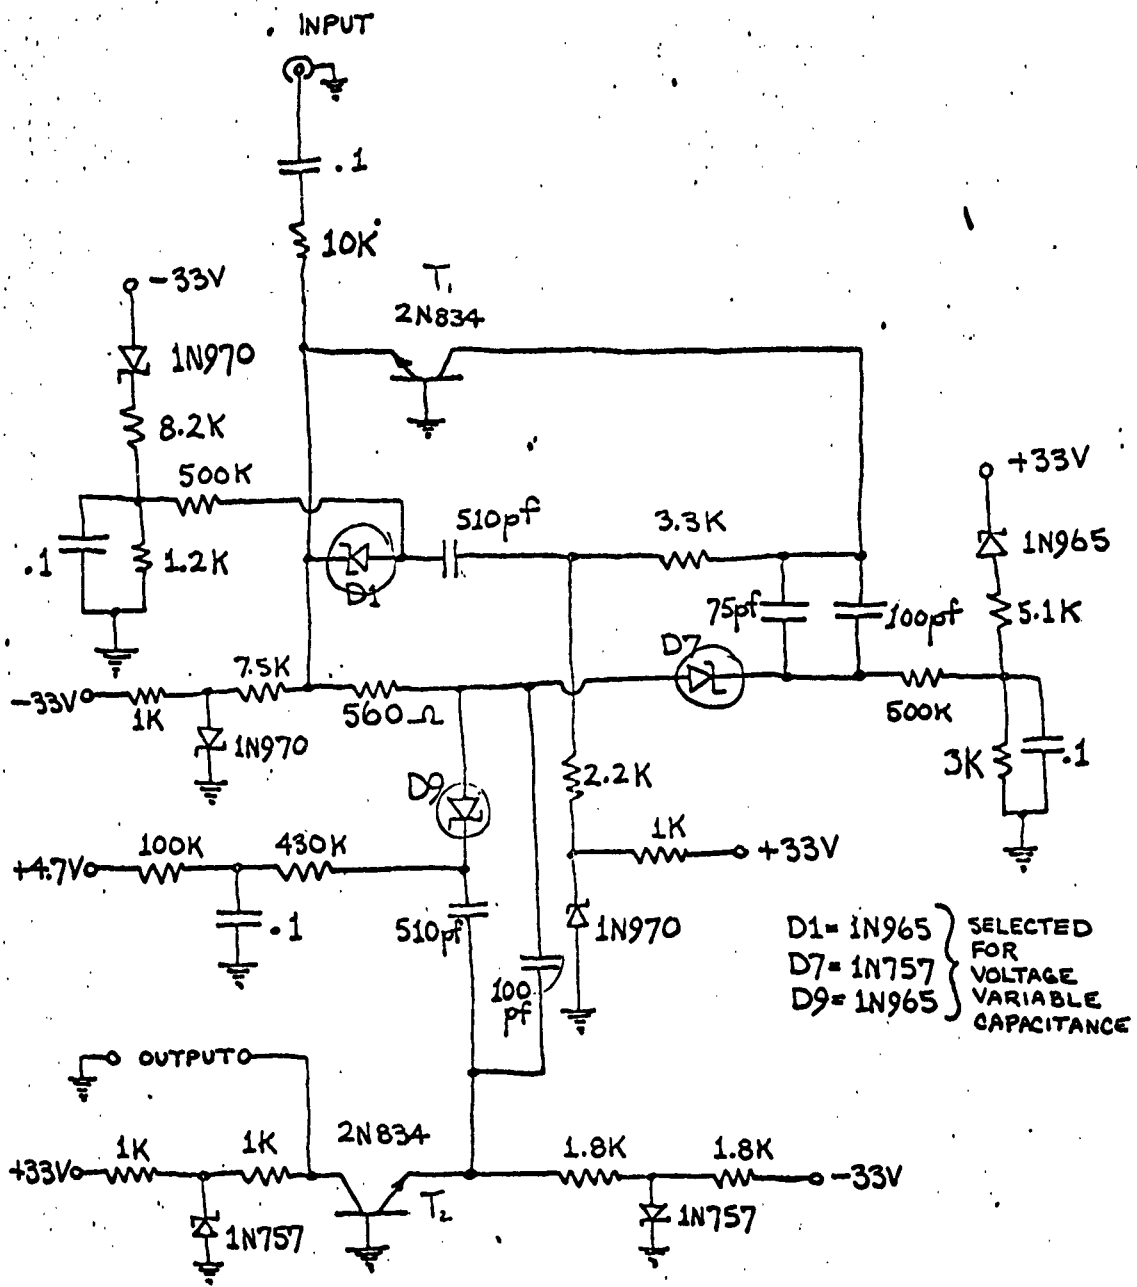 INPUT
.1
10K
-33V
T1
2N834
1N970
8.2K
500K
+33V
510pf
3.3K
1N965
.1
1.2K
D1
75pf
100pf
5.1K
D7
7.5K
-33V
1K
560Ω
500K
1N970
2.2K
3K
.1
D9
1K
+33V
100K
430K
+4.7V
.1
510pf
1N970
D1= 1N965
D7= 1N757
D9= 1N965
SELECTED
FOR
VOLTAGE
VARIABLE
CAPACITANCE
100
pf
OUTPUT
2N834
1K
1K
1.8K
1.8K
+33V
-33V
T2
1N757
1N757